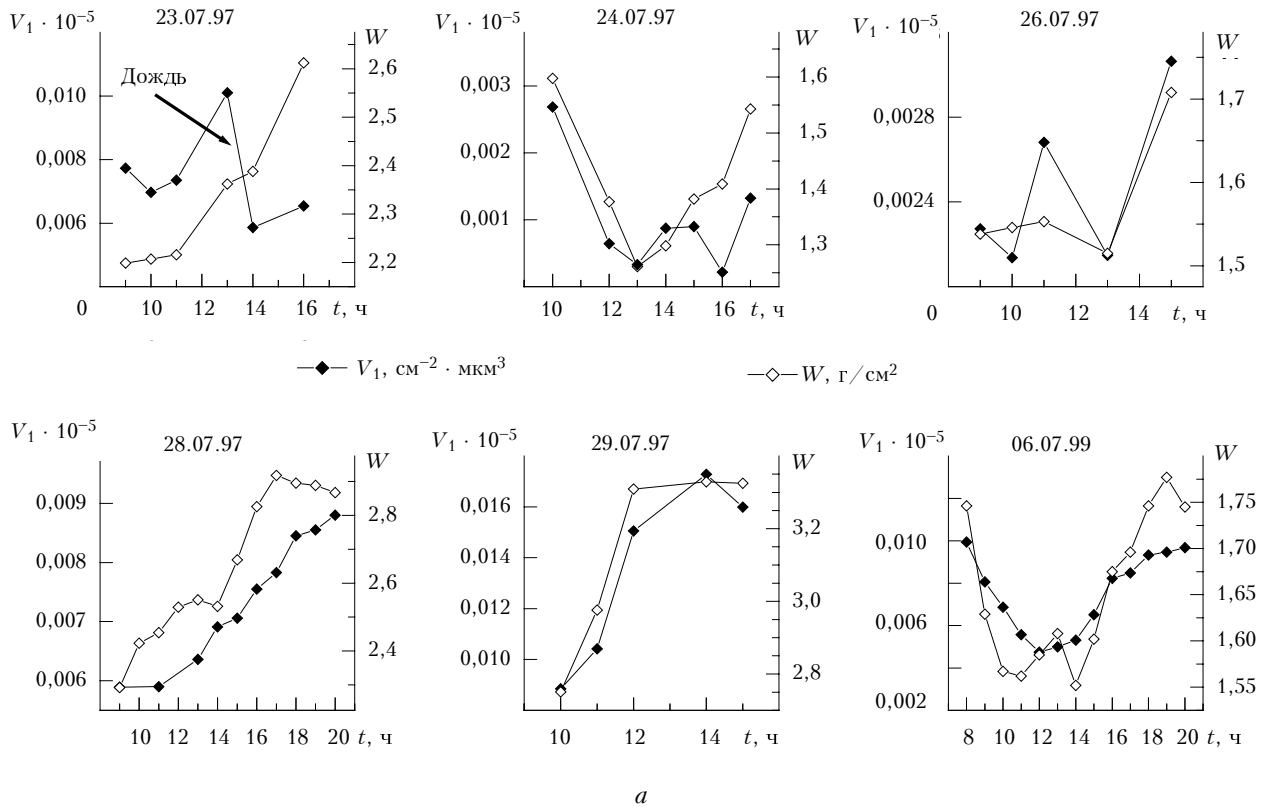 V₁ · 10⁻⁵ 23.07.97 W
Дождь
0,010
0,008
0,006
2,6
2,5
2,4
2,3
2,2
0 10 12 14 16 t, ч
V₁ · 10⁻⁵ 24.07.97 W
0,003
0,002
0,001
1,6
1,5
1,4
1,3
10 12 14 16 t, ч
V₁ · 10⁻⁵ 26.07.97 W
0,0028
0,0024
1,7
1,6
1,5
0 10 12 14 t, ч
V₁, см⁻² · мкм³ W, г/см²
V₁ · 10⁻⁵ 28.07.97 W
0,009
0,008
0,007
0,006
2,8
2,6
2,4
10 12 14 16 18 20 t, ч
V₁ · 10⁻⁵ 29.07.97 W
0,016
0,014
0,012
0,010
3,2
3,0
2,8
10 14 t, ч
V₁ · 10⁻⁵ 06.07.99 W
0,010
0,006
0,002
1,75
1,70
1,65
1,60
1,55
8 10 12 14 16 18 20 t, ч
а